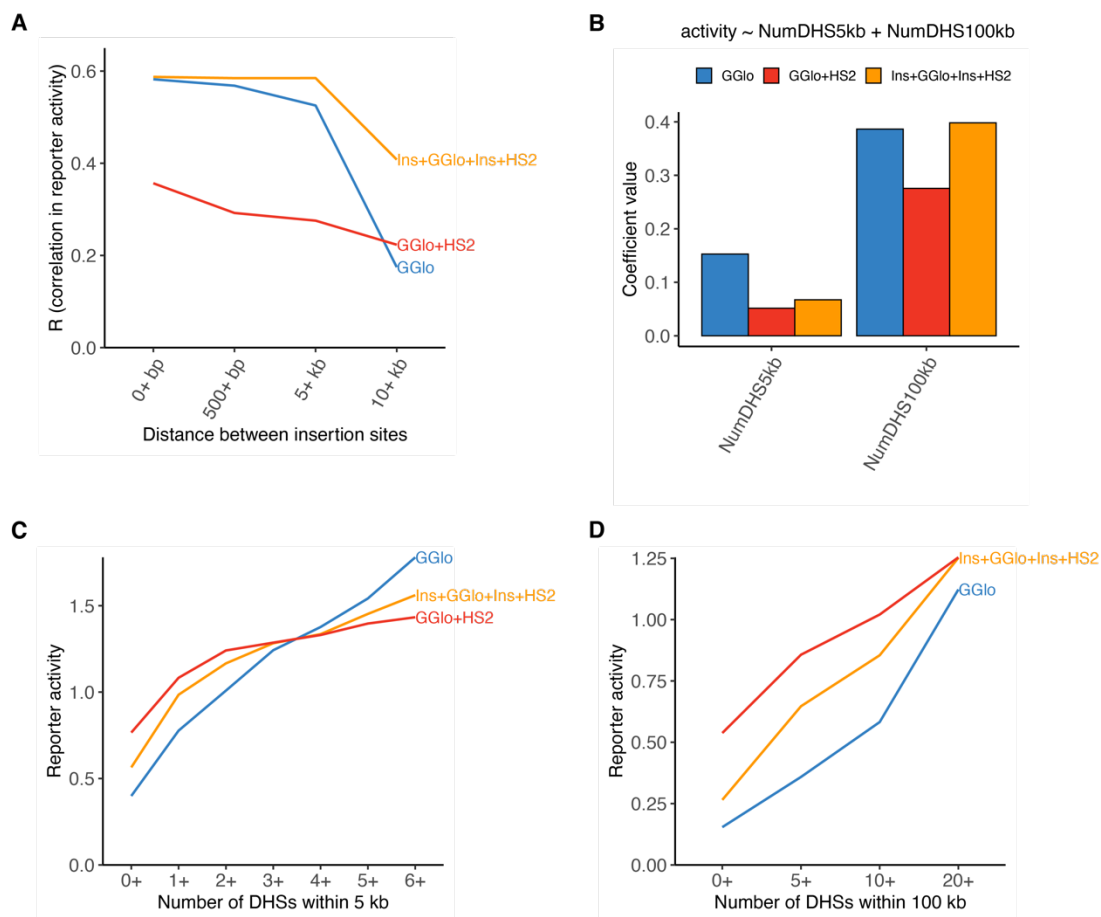 A
R (correlation in reporter activity)
0.6
0.4
0.2
0.0
Ins+GGlo+Ins+HS2
GGlo+HS2
GGlo
0+ bp
500+ bp
5+ kb
10+ kb
Distance between insertion sites
B
activity ~ NumDHS5kb + NumDHS100kb
GGlo GGlo+HS2 Ins+GGlo+Ins+HS2
Coefficient value
0.4
0.3
0.2
0.1
0.0
NumDHS5kb
NumDHS100kb
C
Reporter activity
1.5
1.0
0.5
0.0
GGlo
Ins+GGlo+Ins+HS2
GGlo+HS2
0+ 1+ 2+ 3+ 4+ 5+ 6+
Number of DHSs within 5 kb
D
Reporter activity
1.25
1.00
0.75
0.50
0.25
0.00
Ins+GGlo+Ins+HS2
GGlo
0+ 5+ 10+ 20+
Number of DHSs within 100 kb